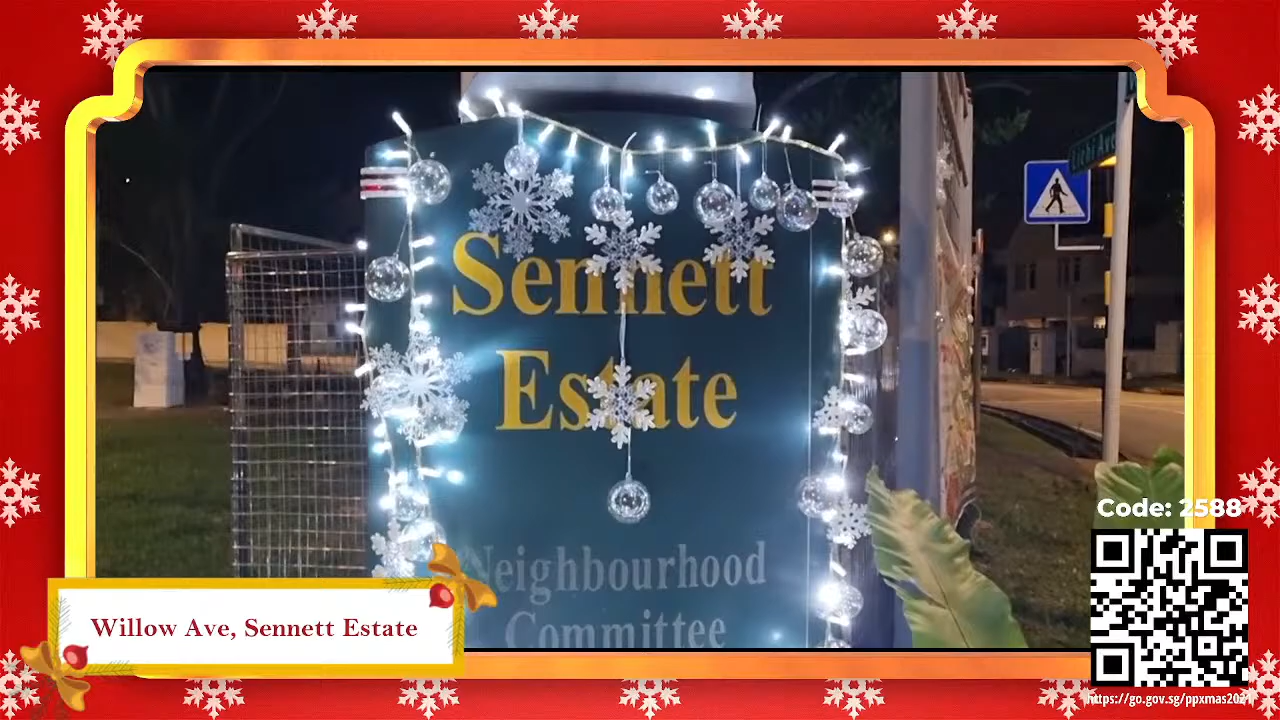 Sennett
Estate
Neighbourhood
Committee
Willow Ave, Sennett Estate
Code: 2588